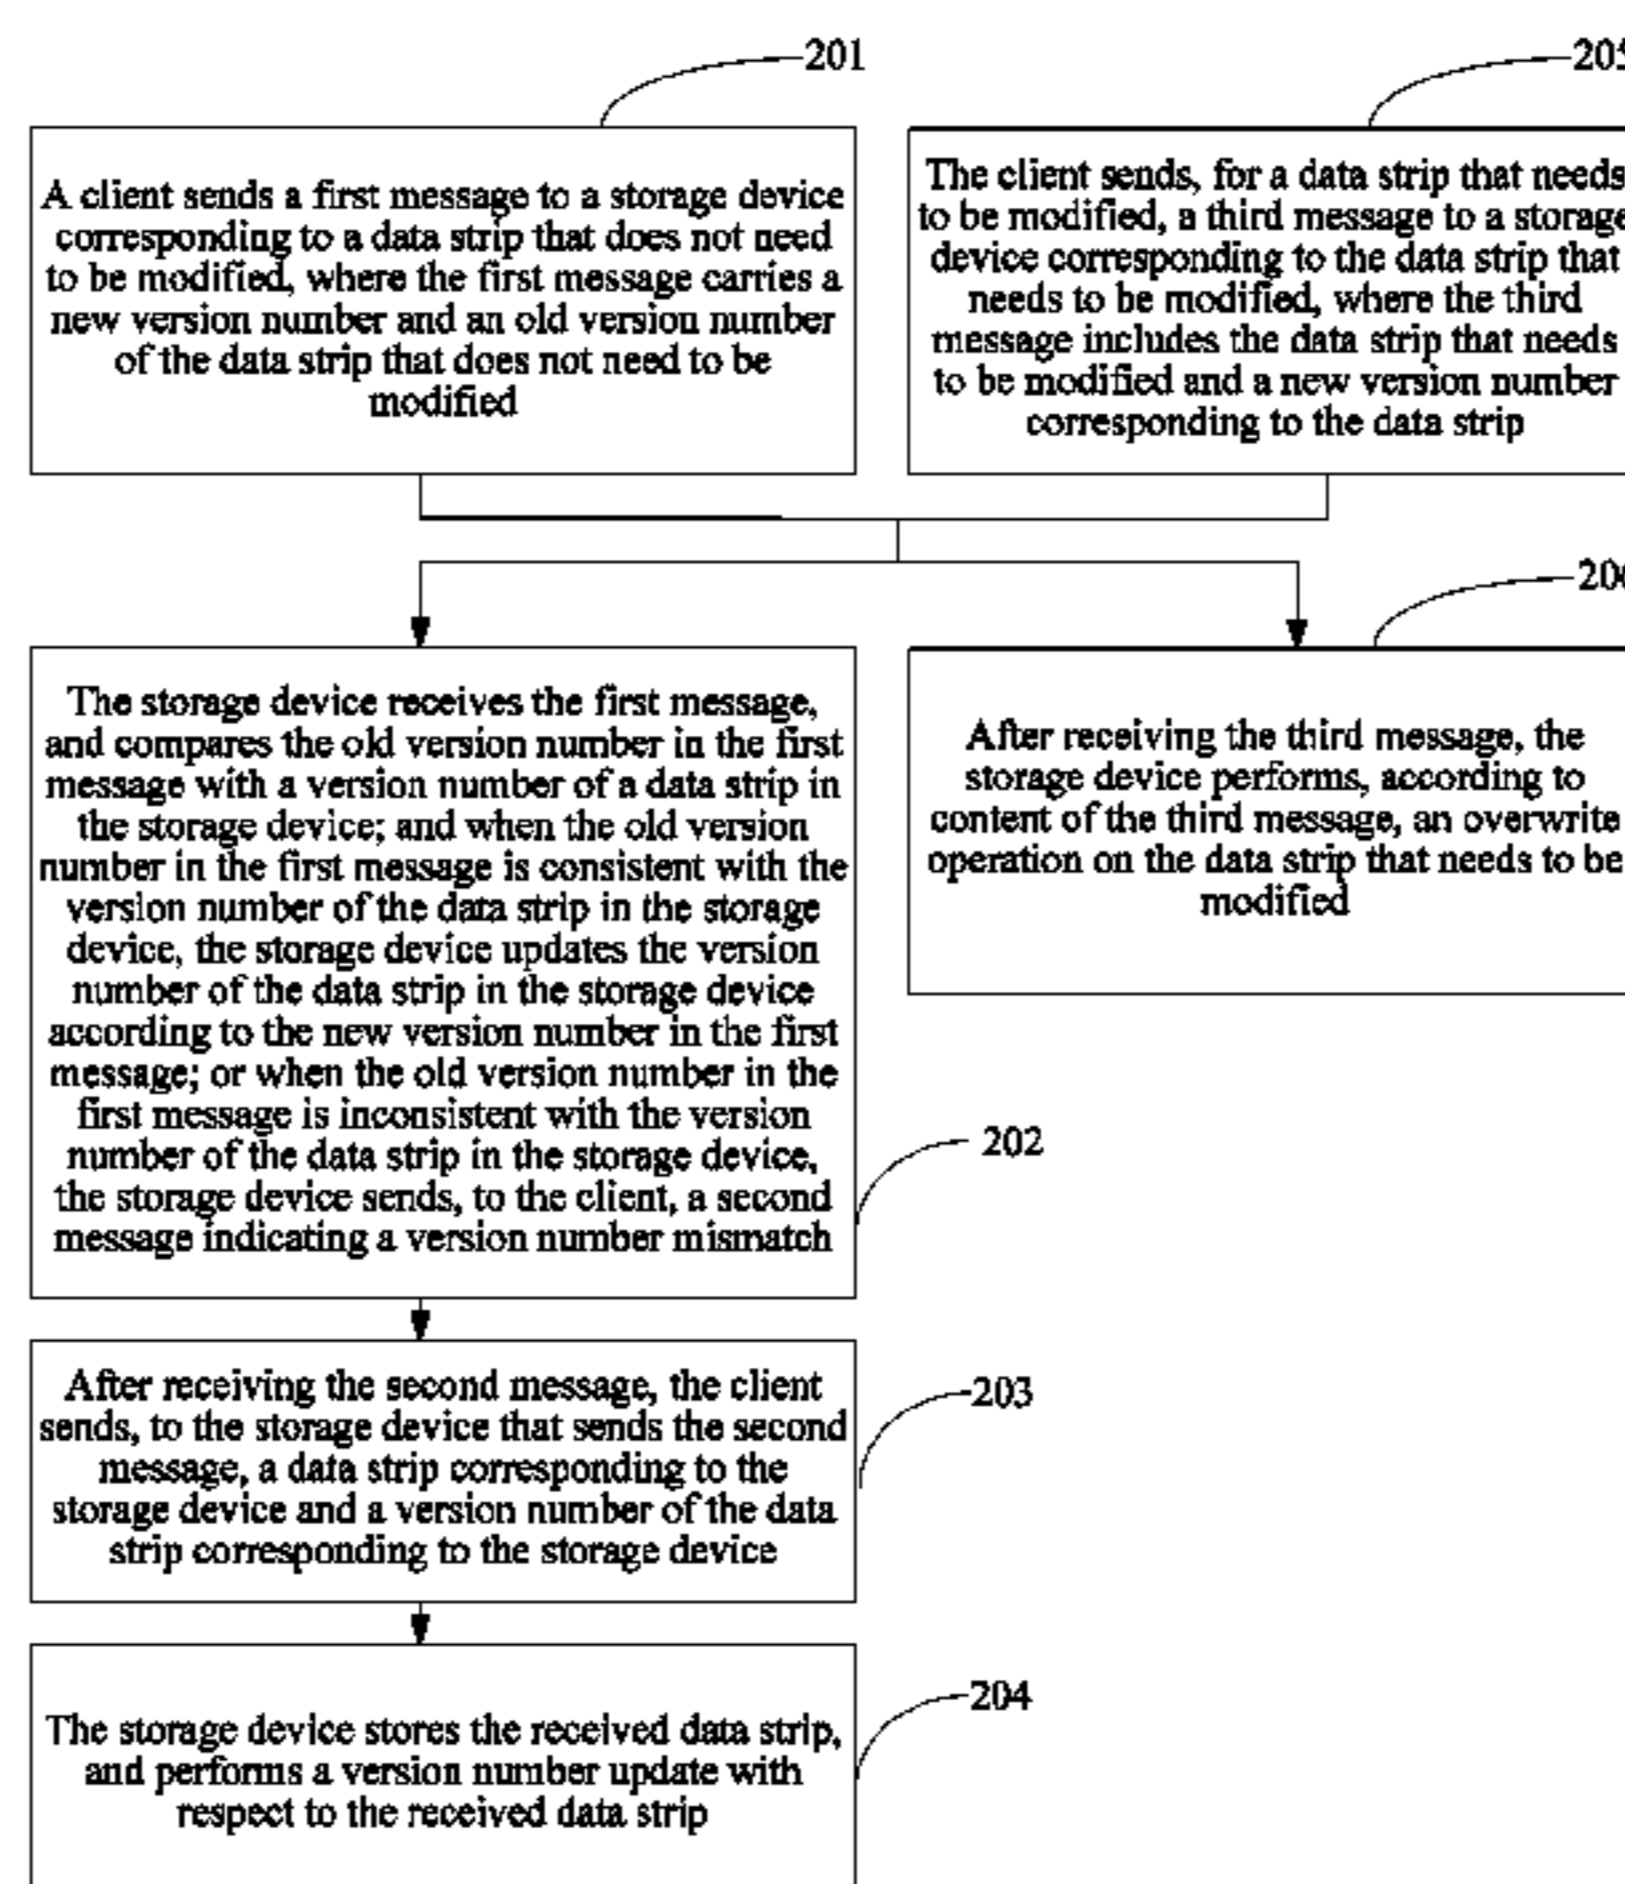 201
A client sends a first message to a storage device
corresponding to a data strip that does not need
to be modified, where the first message carries a
new version number and an old version number
of the data strip that does not need to be
modified
The client sends, for a data strip that needs
to be modified, a third message to a storage
device corresponding to the data strip that
needs to be modified, where the third
message includes the data strip that needs
to be modified and a new version number
corresponding to the data strip
The storage device receives the first message,
and compares the old version number in the first
message with a version number of a data strip in
the storage device; and when the old version
number in the first message is consistent with the
version number of the data strip in the storage
device, the storage device updates the version
number of the data strip in the storage device
according to the new version number in the first
message; or when the old version number in the
first message is inconsistent with the version
number of the data strip in the storage device,
the storage device sends, to the client, a second
message indicating a version number mismatch
202
After receiving the third message, the
storage device performs, according to
content of the third message, an overwrite
operation on the data strip that needs to be
modified
After receiving the second message, the client
sends, to the storage device that sends the second
message, a data strip corresponding to the
storage device and a version number of the data
strip corresponding to the storage device
203
The storage device stores the received data strip,
and performs a version number update with
respect to the received data strip
204